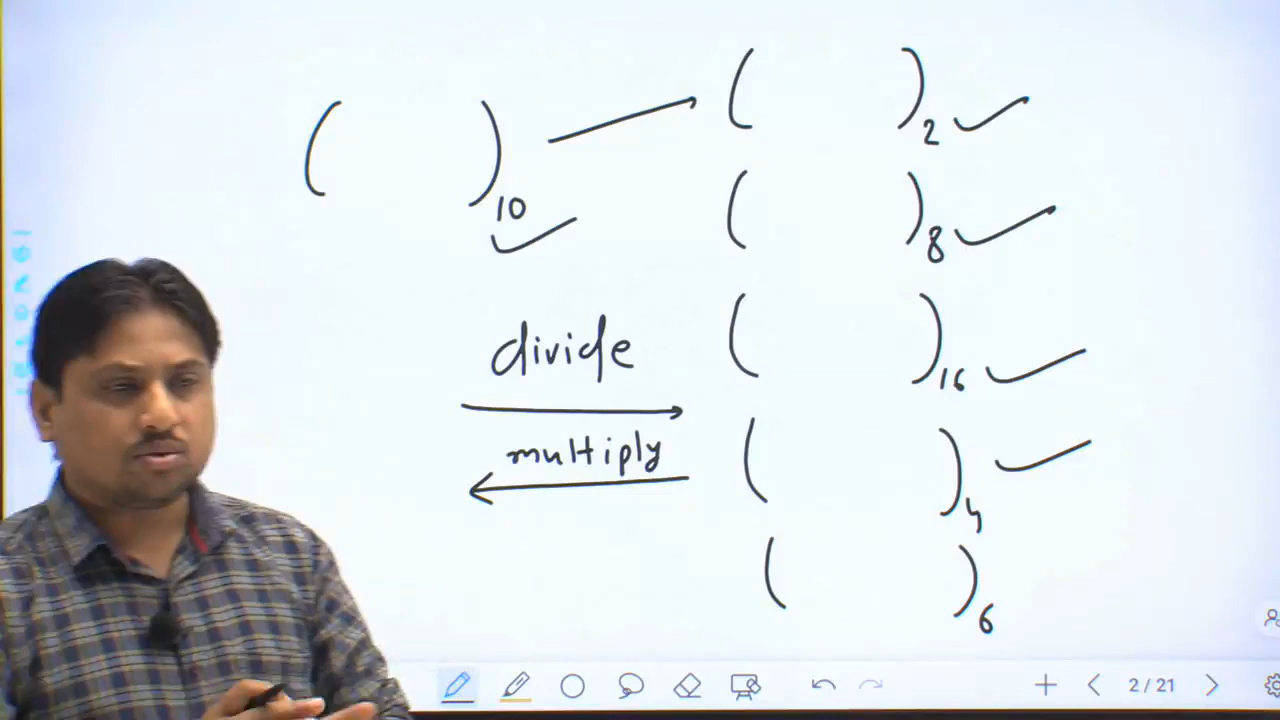 ( )10 → ( )2 ✓
✓
( )8 ✓
( )16 ✓
divide
→
multiply
←
( )4 ✓
( )6
2/21